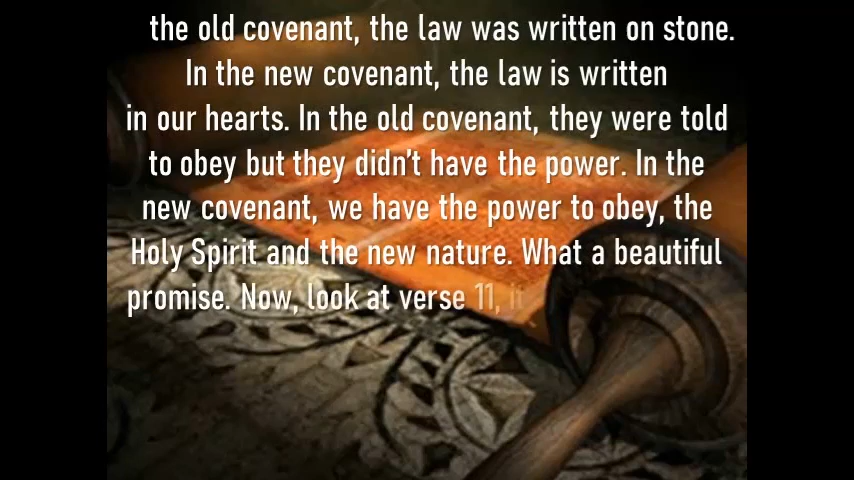 the old covenant, the law was written on stone.
In the new covenant, the law is written
in our hearts. In the old covenant, they were told
to obey but they didn't have the power. In the
new covenant, we have the power to obey, the
Holy Spirit and the new nature. What a beautiful
promise. Now, look at verse 11, it